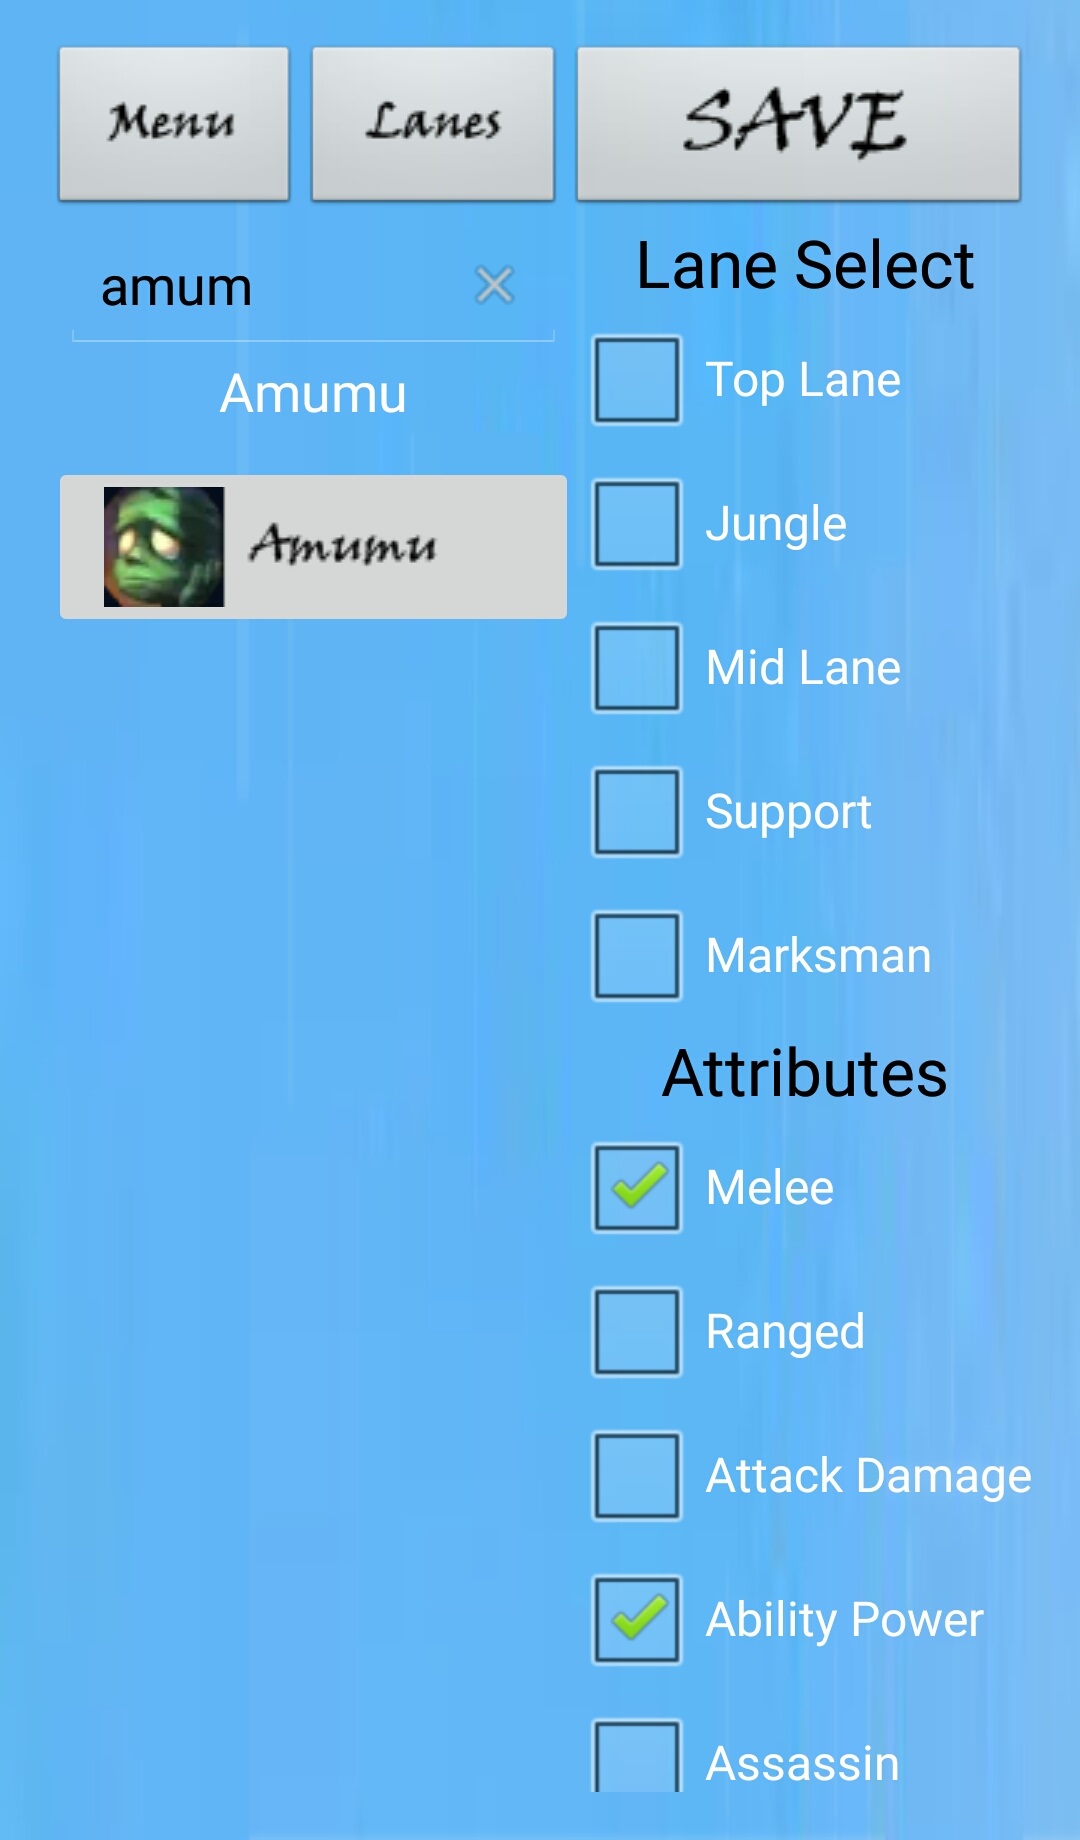 Menu
Lanes
SAVE
amum
Amumu
Amumu
Lane Select
Top Lane
Jungle
Mid Lane
Support
Marksman
Attributes
Melee
Ranged
Attack Damage
Ability Power
Assassin